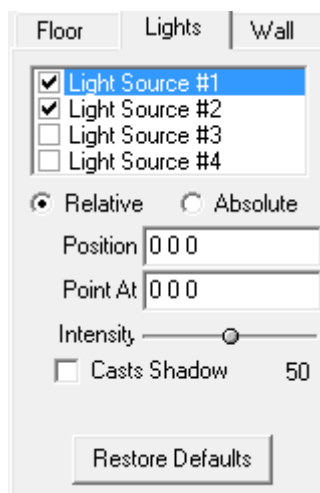 Floor Lights Wall
Light Source #1
Light Source #2
Light Source #3
Light Source #4
Relative Absolute
Position 0 0 0
Point At 0 0 0
Intensity
Casts Shadow 50
Restore Defaults